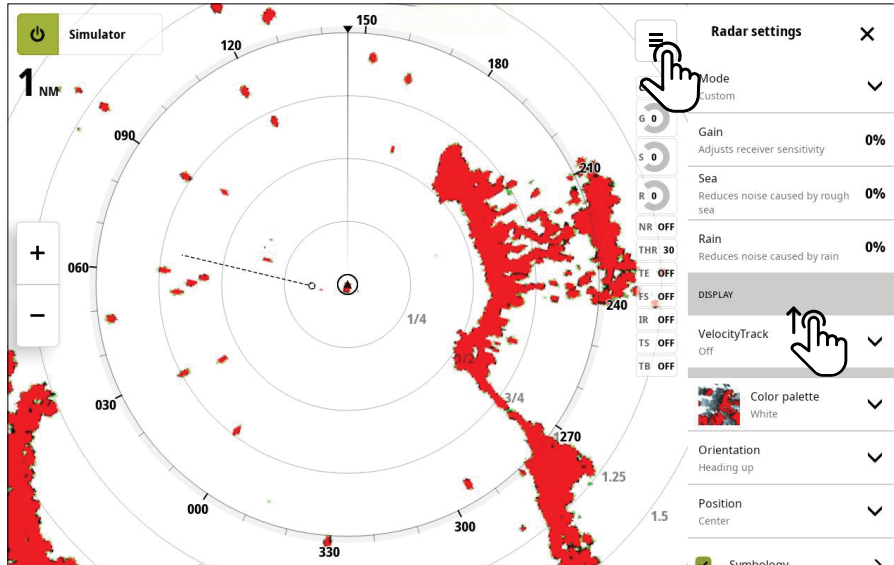 Simulator
1 NM
150
120
180
090
210
060
240
030
270
000
300
330
1/4
1/2
3/4
1.25
1.5
+
−
G 0
S 0
R 0
NR OFF
THR 30
TE OFF
FS OFF
IR OFF
TS OFF
TB OFF
Radar settings
Mode
Custom
Gain
Adjusts receiver sensitivity
0%
Sea
Reduces noise caused by rough
sea
0%
Rain
Reduces noise caused by rain
0%
DISPLAY
VelocityTrack
Off
Color palette
White
Orientation
Heading up
Position
Center
Symbology